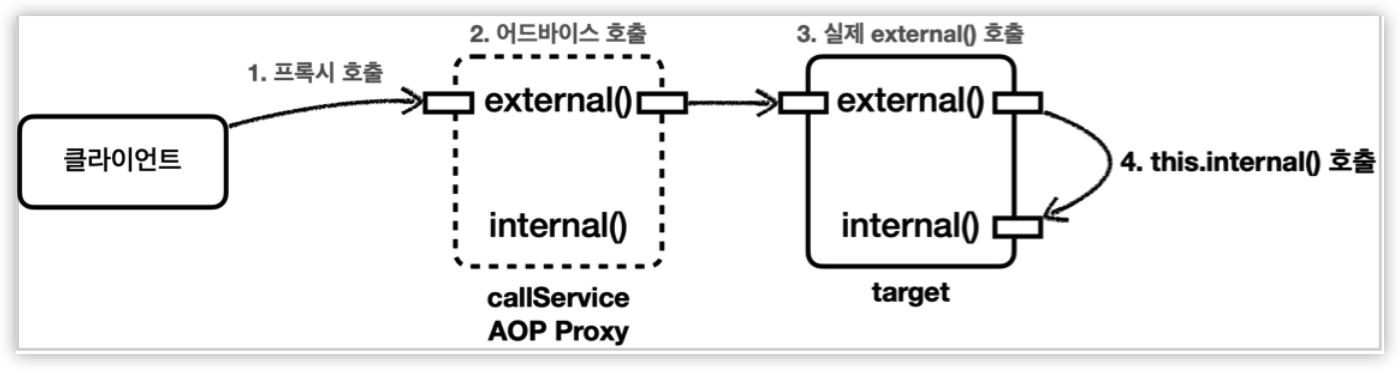 1. 프록시 호출
2. 어드바이스 호출
3. 실제 external() 호출
클라이언트
external()
external()
4. this.internal() 호출
internal()
internal()
callService
AOP Proxy
target